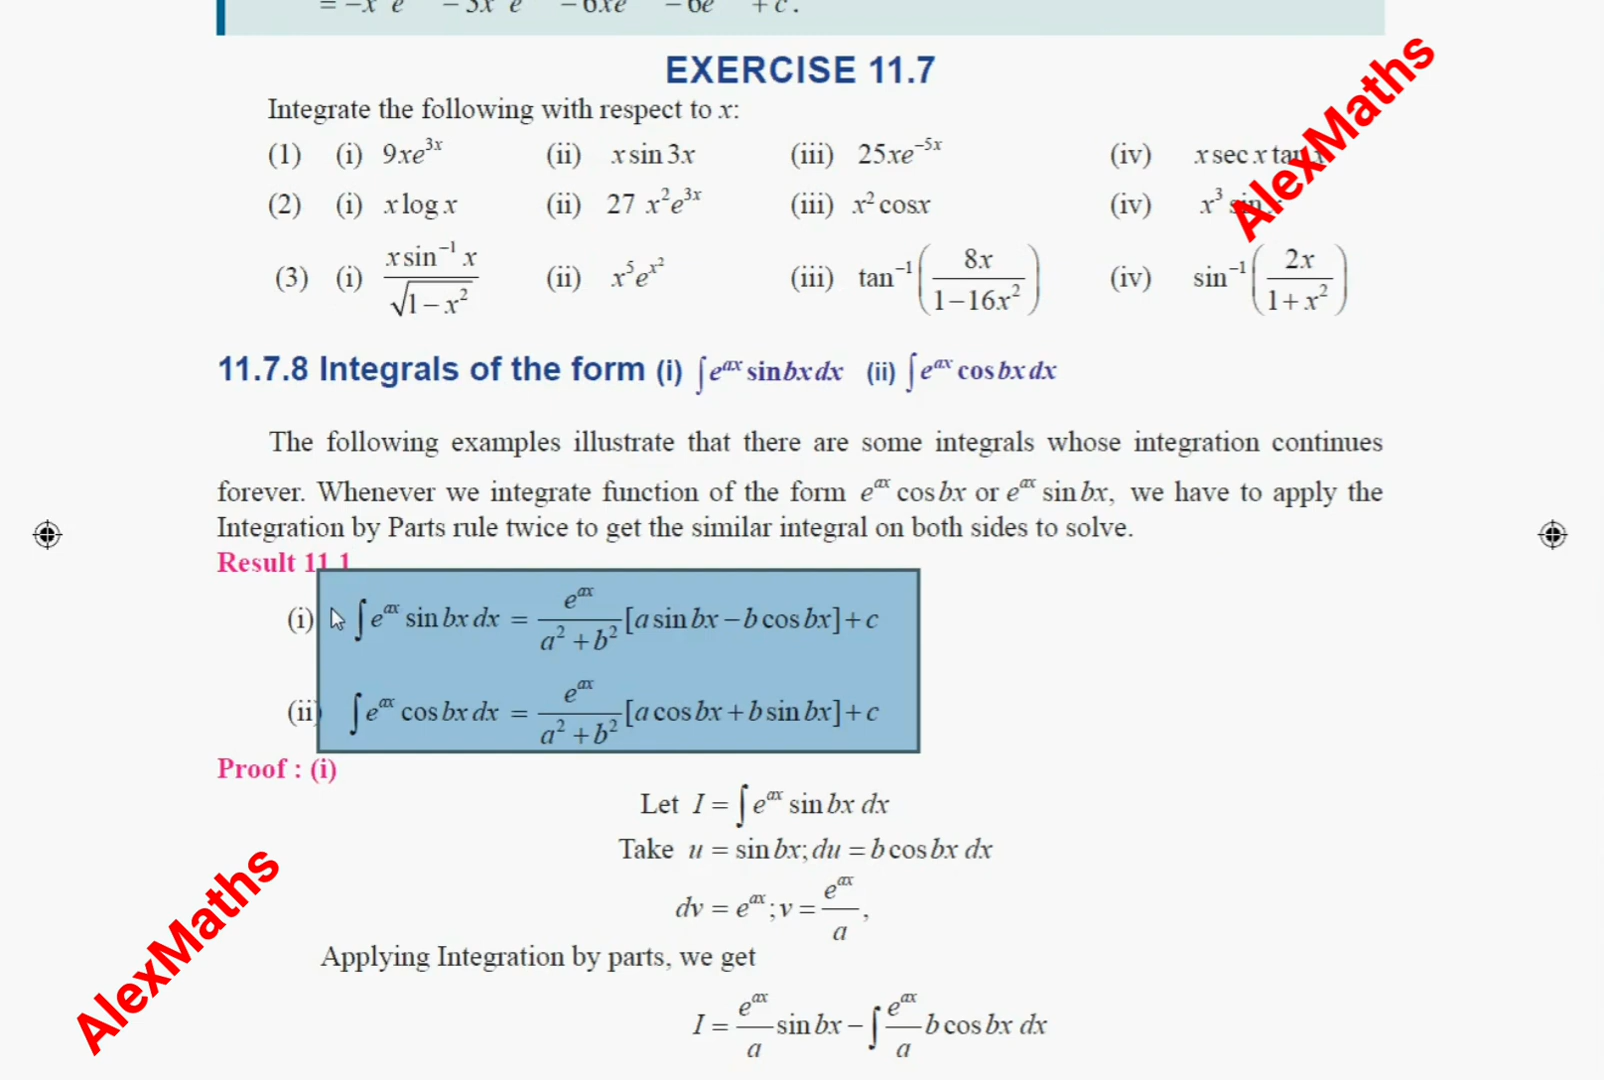 EXERCISE 11.7
Integrate the following with respect to x:
(1) (i) 9xe^{3x} (ii) x sin 3x (iii) 25xe^{-5x} (iv) x sec x
(2) (i) x log x (ii) 27 x^2 e^{3x} (iii) x^2 cos x (iv) x^3
(3) (i) \frac{x sin^{-1} x}{\sqrt{1-x^2}} (ii) x^5 e^{x^2} (iii) tan^{-1}(\frac{8x}{1-16x^2}) (iv) sin^{-1}(\frac{2x}{1+x^2})
11.7.8 Integrals of the form (i) ∫e^{ax} sin bx dx (ii) ∫e^{ax} cos bx dx
The following examples illustrate that there are some integrals whose integration continues
forever. Whenever we integrate function of the form e^{ax} cos bx or e^{ax} sin bx, we have to apply the
Integration by Parts rule twice to get the similar integral on both sides to solve.
Result 11.1
(i) ∫e^{ax} sin bx dx = \frac{e^{ax}}{a^2+b^2}[a sin bx − b cos bx] + c
(ii) ∫e^{ax} cos bx dx = \frac{e^{ax}}{a^2+b^2}[a cos bx + b sin bx] + c
Proof : (i)
Let I = ∫e^{ax} sin bx dx
Take u = sin bx; du = b cos bx dx
dv = e^{ax}; v = \frac{e^{ax}}{a},
Applying Integration by parts, we get
I = \frac{e^{ax}}{a} sin bx − ∫\frac{e^{ax}}{a} b cos bx dx
AlexMaths
AlexMaths